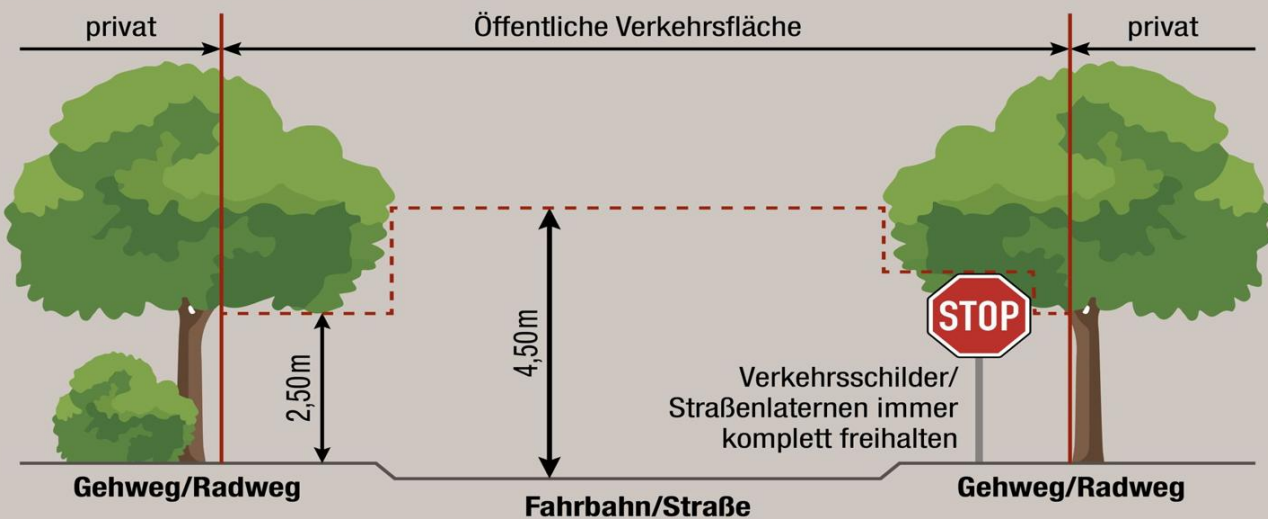 privat
Öffentliche Verkehrsfläche
privat
2,50m
4,50m
STOP
Verkehrsschilder/
Straßenlaternen immer
komplett freihalten
Gehweg/Radweg
Fahrbahn/Straße
Gehweg/Radweg